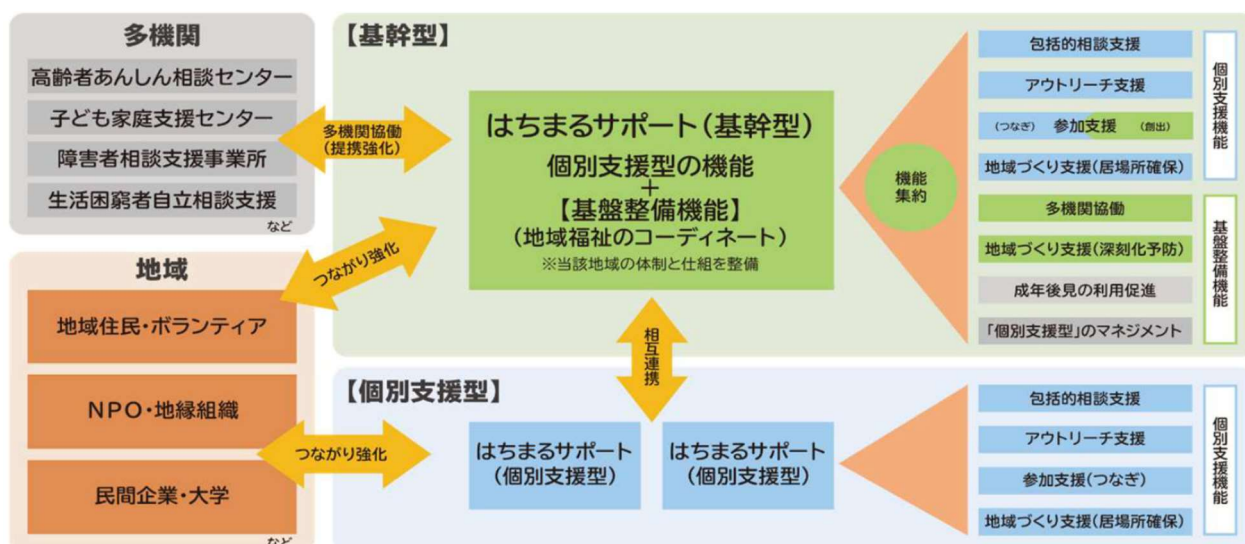 多機関
高齢者あんしん相談センター
子ども家庭支援センター
障害者相談支援事業所
生活困窮者自立相談支援
など
地域
地域住民・ボランティア
NPO・地縁組織
民間企業・大学
など
多機関協働
(提携強化)
つながり強化
つながり強化
【基幹型】
はちまるサポート(基幹型)
個別支援型の機能
+
【基盤整備機能】
(地域福祉のコーディネート)
※当該地域の体制と仕組を整備
機能
集約
包括的相談支援
アウトリーチ支援
(つなぎ) 参加支援 (創出)
地域づくり支援(居場所確保)
個別支援機能
多機関協働
地域づくり支援(深刻化予防)
成年後見の利用促進
「個別支援型」のマネジメント
基盤整備機能
相互連携
【個別支援型】
はちまるサポート
(個別支援型)
はちまるサポート
(個別支援型)
包括的相談支援
アウトリーチ支援
参加支援(つなぎ)
地域づくり支援(居場所確保)
個別支援機能